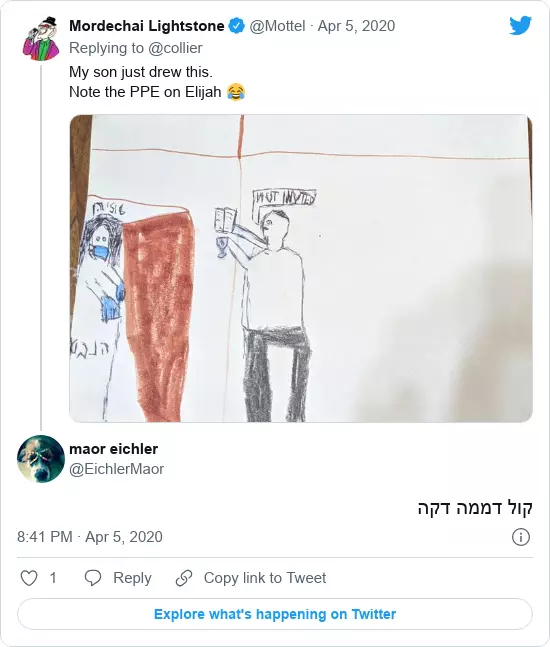 Mordechai Lightstone @Mottel · Apr 5, 2020
Replying to @collier
My son just drew this.
Note the PPE on Elijah 😂
NOT INVITED
maor eichler
@EichlerMaor
קול דממה דקה
8:41 PM · Apr 5, 2020
1 Reply Copy link to Tweet
Explore what's happening on Twitter